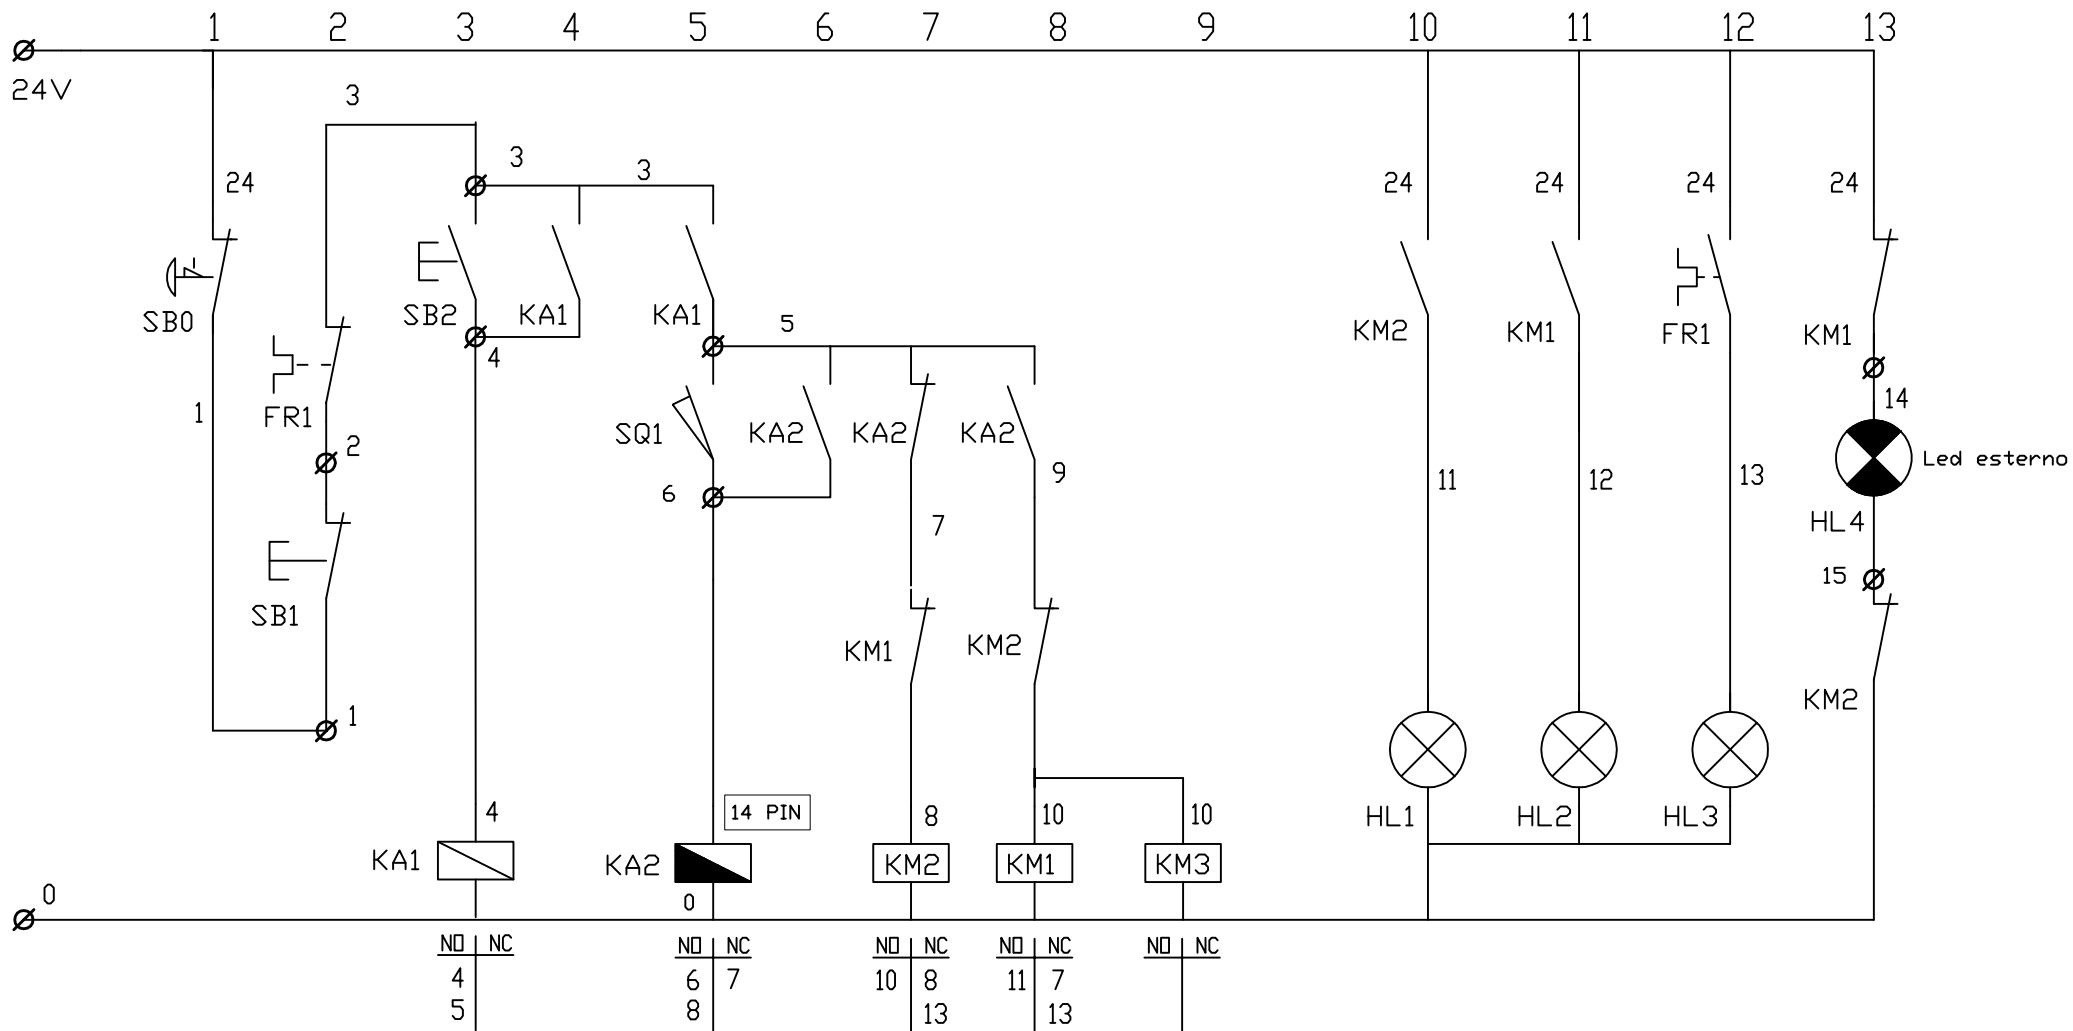 1 2 3 4 5 6 7 8 9 10 11 12 13
24V
3
3 3
24 24 24 24 24
SB0 SB2 KA1 KA1 5 KM2 KM1 FR1 KM1
4
1 FR1 14
2 SQ1 KA2 KA2 KA2 Led esterno
6 9 11 12 13
7 HL4
15
SB1 KM1 KM2
KM2
1
14 PIN
4 8 10 10 HL1 HL2 HL3
KA1 KA2 KM2 KM1 KM3
0 0
NO NC NO NC NO NC NO NC NO NC
4 6 7 10 8 11 7
5 8 13 13